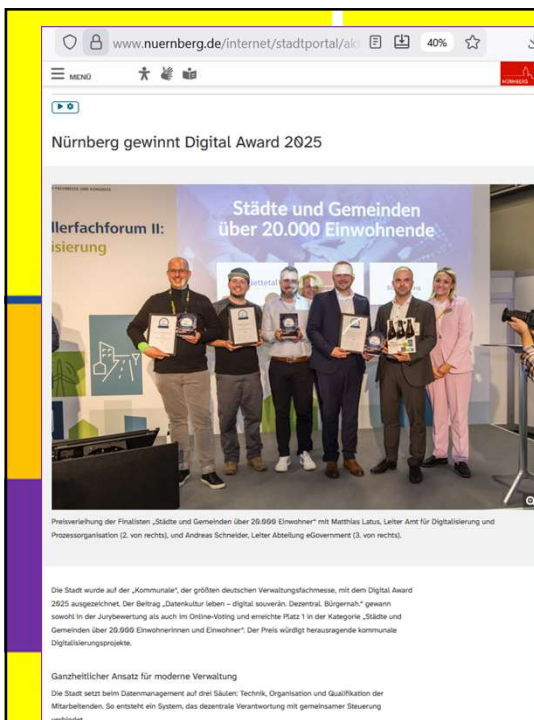 www.nuernberg.de/internet/stadtportal/ak
40%
MENÜ
NÜRNBERG
Nürnberg gewinnt Digital Award 2025
FACHMESSE UND KONGRESS
llerfachforum II:
isierung
Städte und Gemeinden
über 20.000 Einwohnende
Nettetal
Preisverleihung der Finalisten „Städte und Gemeinden über 20.000 Einwohner“ mit Matthias Latus, Leiter Amt für Digitalisierung und
Prozessorganisation (2. von rechts), und Andreas Schneider, Leiter Abteilung eGovernment (3. von rechts).
Die Stadt wurde auf der „Kommunale“, der größten deutschen Verwaltungsfachmesse, mit dem Digital Award
2025 ausgezeichnet. Der Beitrag „Datenkultur leben – digital souverän. Dezentral. Bürgernah.“ gewann
sowohl in der Jurybewertung als auch im Online-Voting und erreichte Platz 1 in der Kategorie „Städte und
Gemeinden über 20.000 Einwohnerinnen und Einwohner“. Der Preis würdigt herausragende kommunale
Digitalisierungsprojekte.
Ganzheitlicher Ansatz für moderne Verwaltung
Die Stadt setzt beim Datenmanagement auf drei Säulen: Technik, Organisation und Qualifikation der
Mitarbeitenden. So entsteht ein System, das dezentrale Verantwortung mit gemeinsamer Steuerung
verbindet.